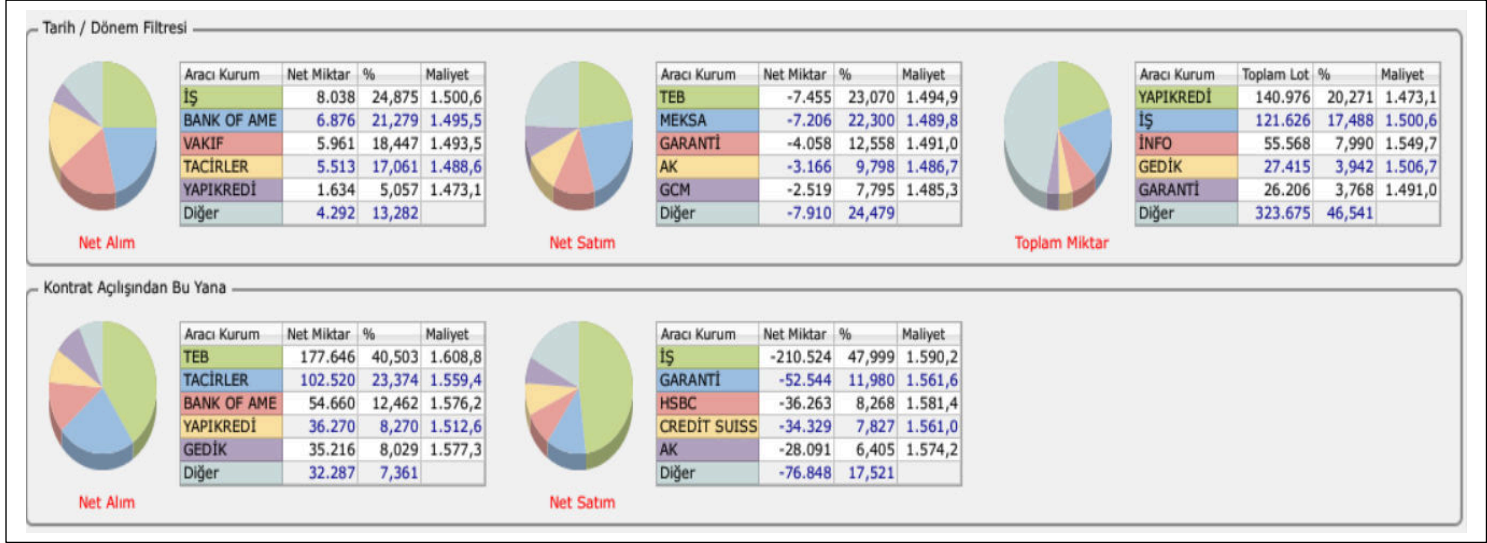 Tarih / Dönem Filtresi
Aracı Kurum Net Miktar % Maliyet
İŞ 8.038 24,875 1.500,6
BANK OF AME 6.876 21,279 1.495,5
VAKIF 5.961 18,447 1.493,5
TACİRLER 5.513 17,061 1.488,6
YAPIKREDİ 1.634 5,057 1.473,1
Diğer 4.292 13,282
Net Alım
Aracı Kurum Net Miktar % Maliyet
TEB -7.455 23,070 1.494,9
MEKSA -7.206 22,300 1.489,8
GARANTİ -4.058 12,558 1.491,0
AK -3.166 9,798 1.486,7
GCM -2.519 7,795 1.485,3
Diğer -7.910 24,479
Net Satım
Aracı Kurum Toplam Lot % Maliyet
YAPIKREDİ 140.976 20,271 1.473,1
İŞ 121.626 17,488 1.500,6
İNFO 55.568 7,990 1.549,7
GEDİK 27.415 3,942 1.506,7
GARANTİ 26.206 3,768 1.491,0
Diğer 323.675 46,541
Toplam Miktar
Kontrat Açılışından Bu Yana
Aracı Kurum Net Miktar % Maliyet
TEB 177.646 40,503 1.608,8
TACİRLER 102.520 23,374 1.559,4
BANK OF AME 54.660 12,462 1.576,2
YAPIKREDİ 36.270 8,270 1.512,6
GEDİK 35.216 8,029 1.577,3
Diğer 32.287 7,361
Net Alım
Aracı Kurum Net Miktar % Maliyet
İŞ -210.524 47,999 1.590,2
GARANTİ -52.544 11,980 1.561,6
HSBC -36.263 8,268 1.581,4
CREDİT SUISS -34.329 7,827 1.561,0
AK -28.091 6,405 1.574,2
Diğer -76.848 17,521
Net Satım